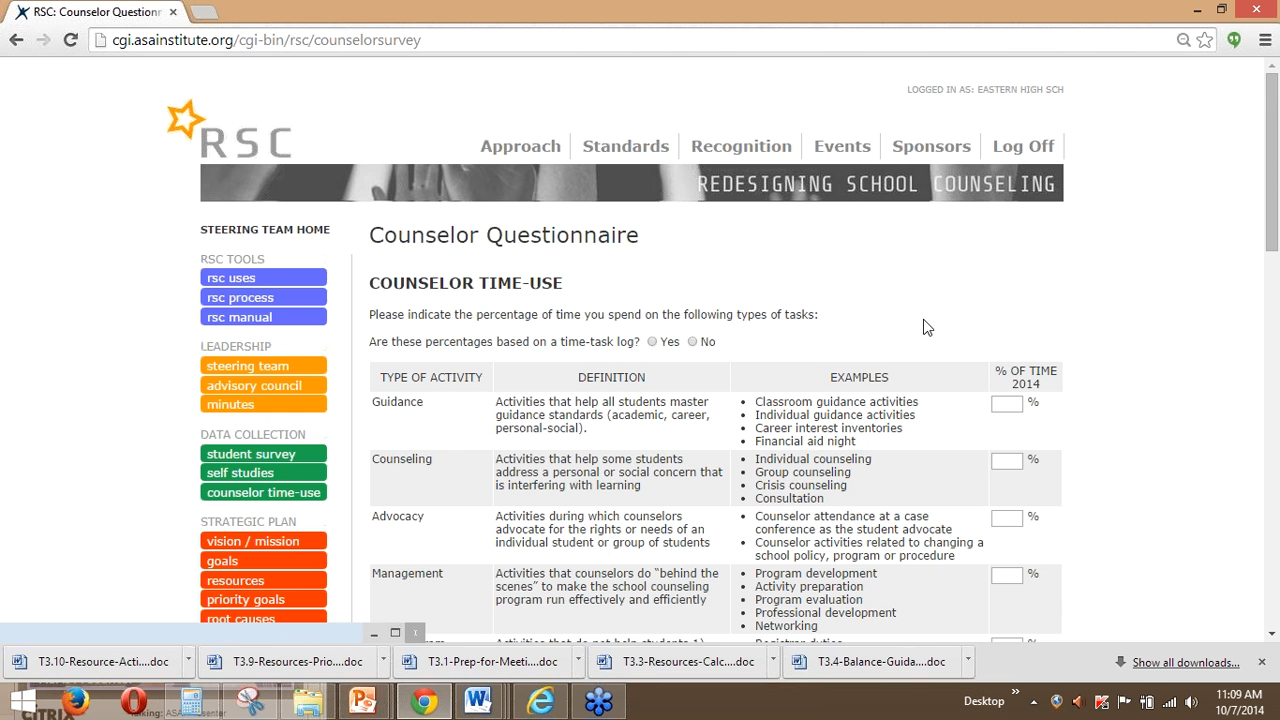 RSC: Counselor Questionn
cgi.asainstitute.org/cgi-bin/rsc/counselorsurvey
LOGGED IN AS: EASTERN HIGH SCH
RSC
Approach
Standards
Recognition
Events
Sponsors
Log Off
REDESIGNING SCHOOL COUNSELING
STEERING TEAM HOME
RSC TOOLS
rsc uses
rsc process
rsc manual
LEADERSHIP
steering team
advisory council
minutes
DATA COLLECTION
student survey
self studies
counselor time-use
STRATEGIC PLAN
vision / mission
goals
resources
priority goals
root causes
Counselor Questionnaire
COUNSELOR TIME-USE
Please indicate the percentage of time you spend on the following types of tasks:
Are these percentages based on a time-task log? Yes No
TYPE OF ACTIVITY
DEFINITION
EXAMPLES
% OF TIME
2014
Guidance
Activities that help all students master
guidance standards (academic, career,
personal-social).
• Classroom guidance activities
• Individual guidance activities
• Career interest inventories
• Financial aid night
%
Counseling
Activities that help some students
address a personal or social concern that
is interfering with learning
• Individual counseling
• Group counseling
• Crisis counseling
• Consultation
%
Advocacy
Activities during which counselors
advocate for the rights or needs of an
individual student or group of students
• Counselor attendance at a case
conference as the student advocate
• Counselor activities related to changing a
school policy, program or procedure
%
Management
Activities that counselors do "behind the
scenes" to make the school counseling
program run effectively and efficiently
• Program development
• Activity preparation
• Program evaluation
• Professional development
• Networking
%
T3.10-Resource-Acti....doc
T3.9-Resources-Prio....doc
T3.1-Prep-for-Meeti....doc
T3.3-Resources-Calc....doc
T3.4-Balance-Guida....doc
Show all downloads...
CITRIX
Talking:
Desktop
11:09 AM
10/7/2014